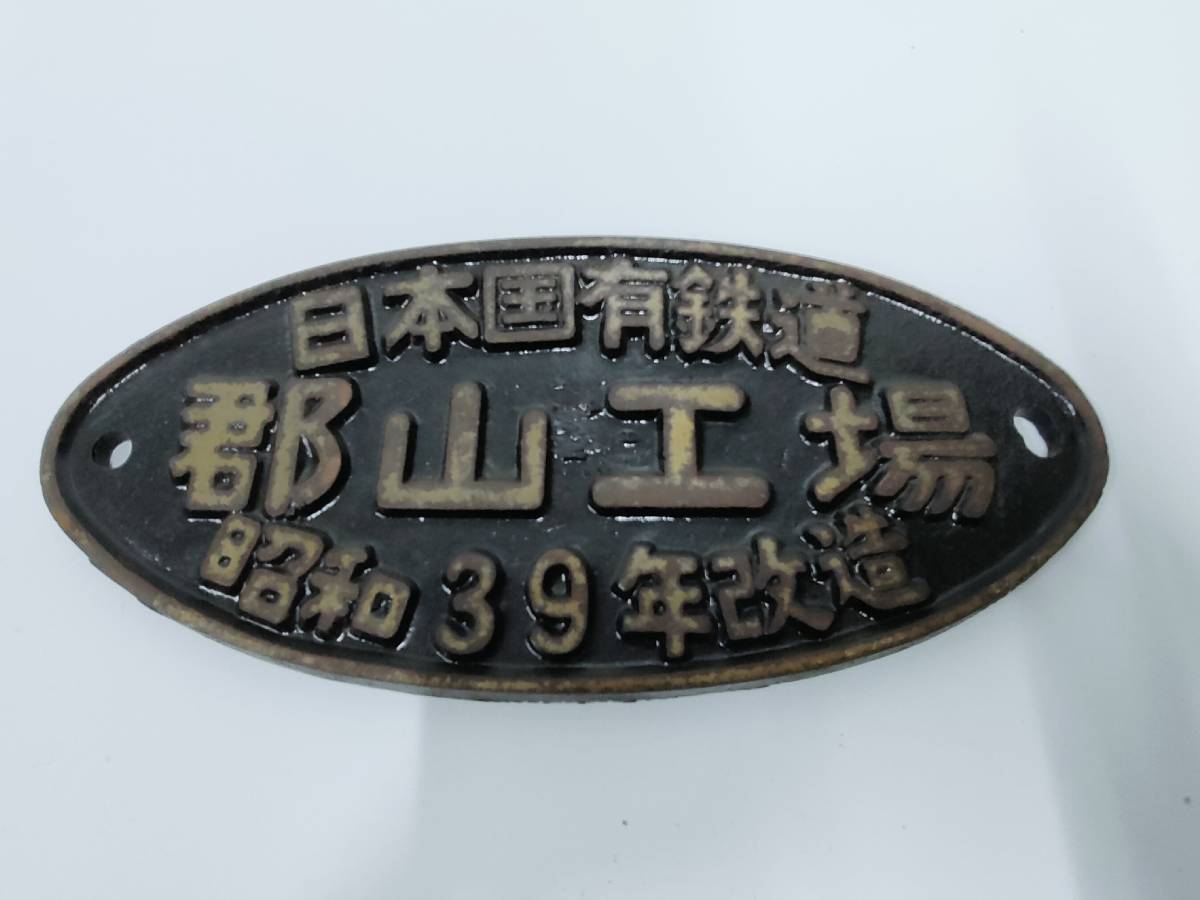 日本国有鉄道
郡山工場
昭和39年改造